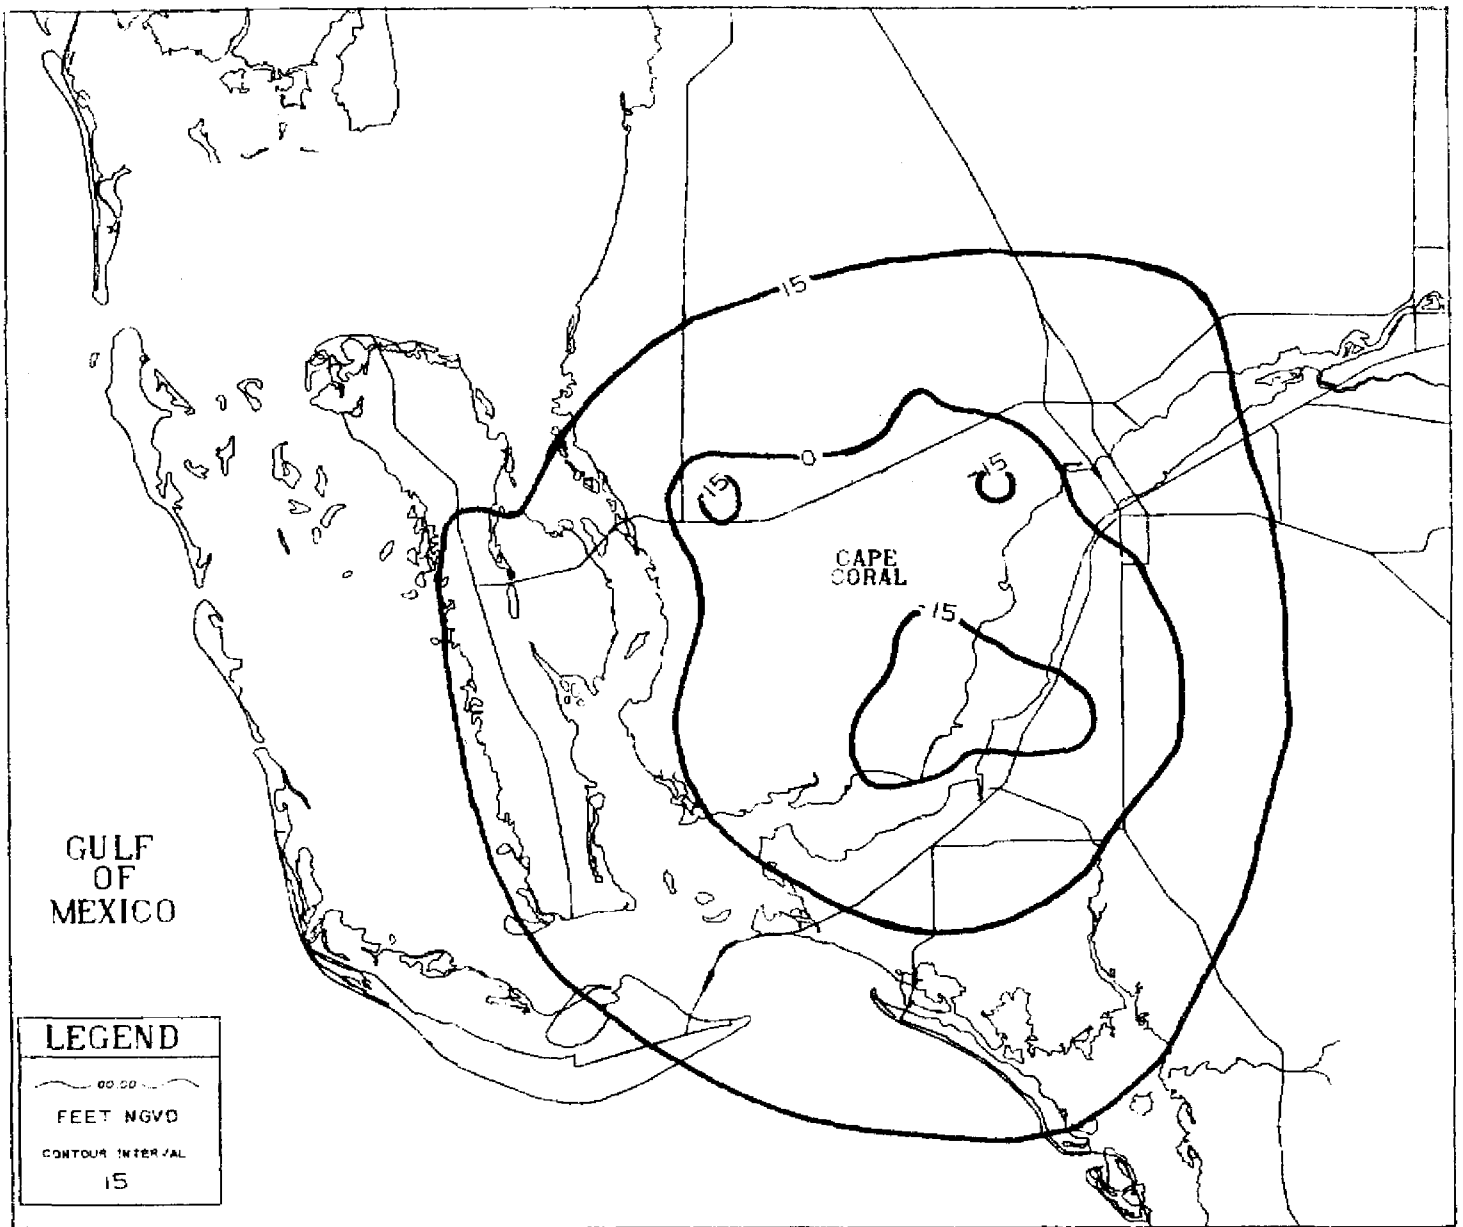 15
0
-15
-15
CAPE
CORAL
-15
GULF
OF
MEXICO
LEGEND
00.00
FEET NGVD
CONTOUR INTERVAL
15